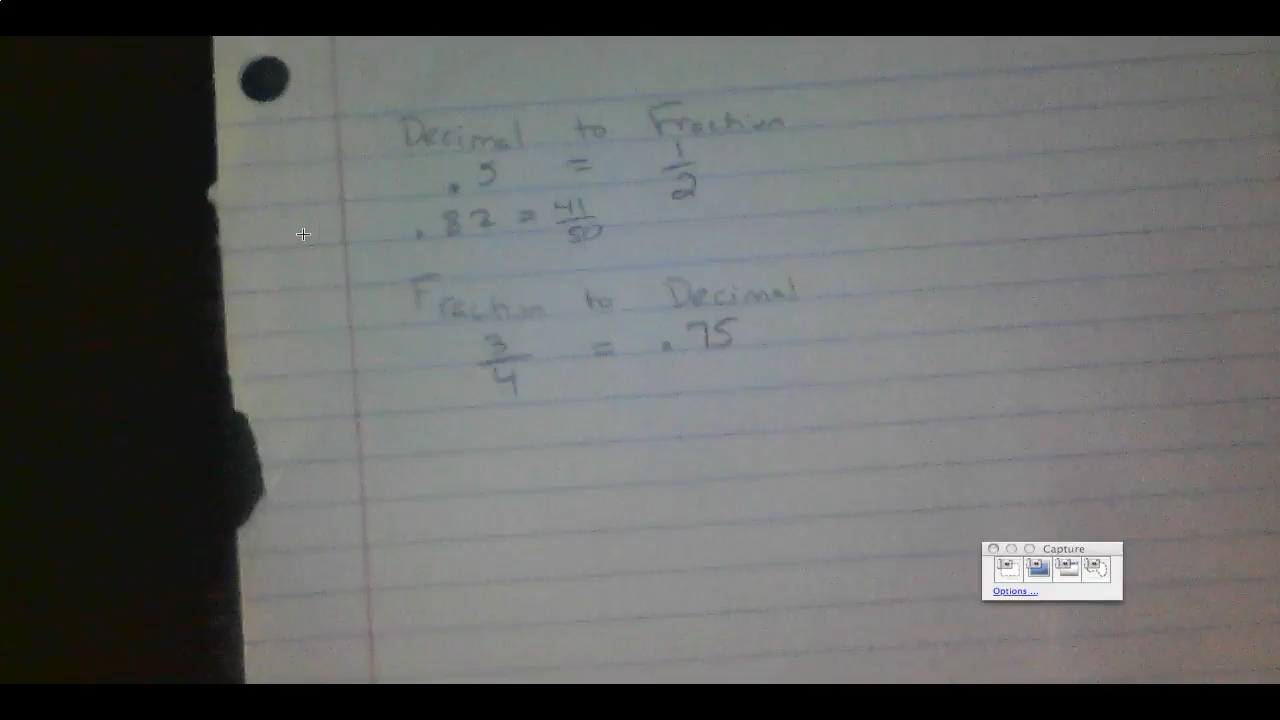 Decimal to Fraction
.5 = 1/2
.82 = 41/50
Fraction to Decimal
3/4 = .75
Capture
Options ...